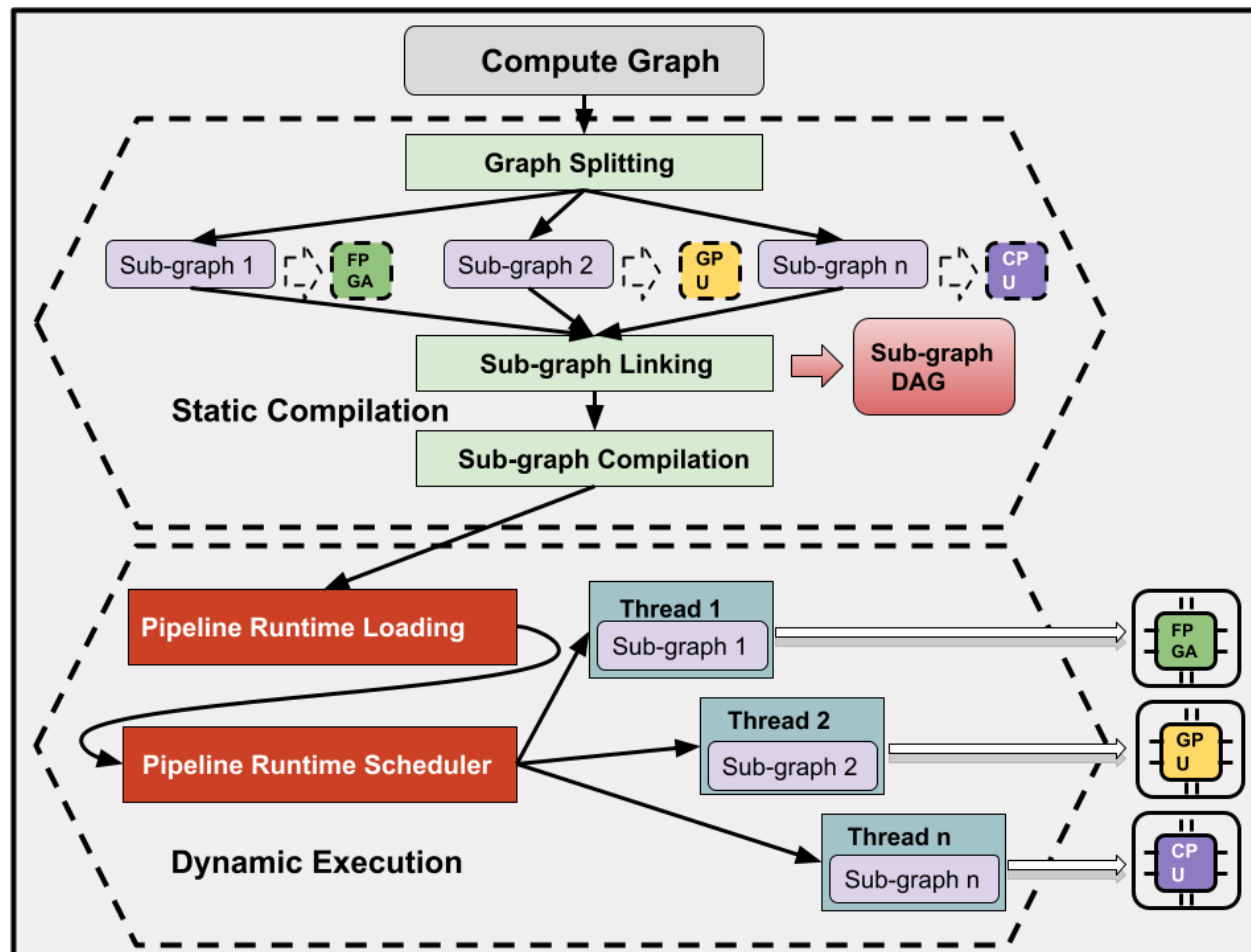 Compute Graph
Graph Splitting
Sub-graph 1
FP
GA
Sub-graph 2
GP
U
Sub-graph n
CP
U
Sub-graph Linking
Sub-graph
DAG
Static Compilation
Sub-graph Compilation
Pipeline Runtime Loading
Thread 1
Sub-graph 1
FP
GA
Thread 2
Sub-graph 2
GP
U
Pipeline Runtime Scheduler
Thread n
Sub-graph n
CP
U
Dynamic Execution